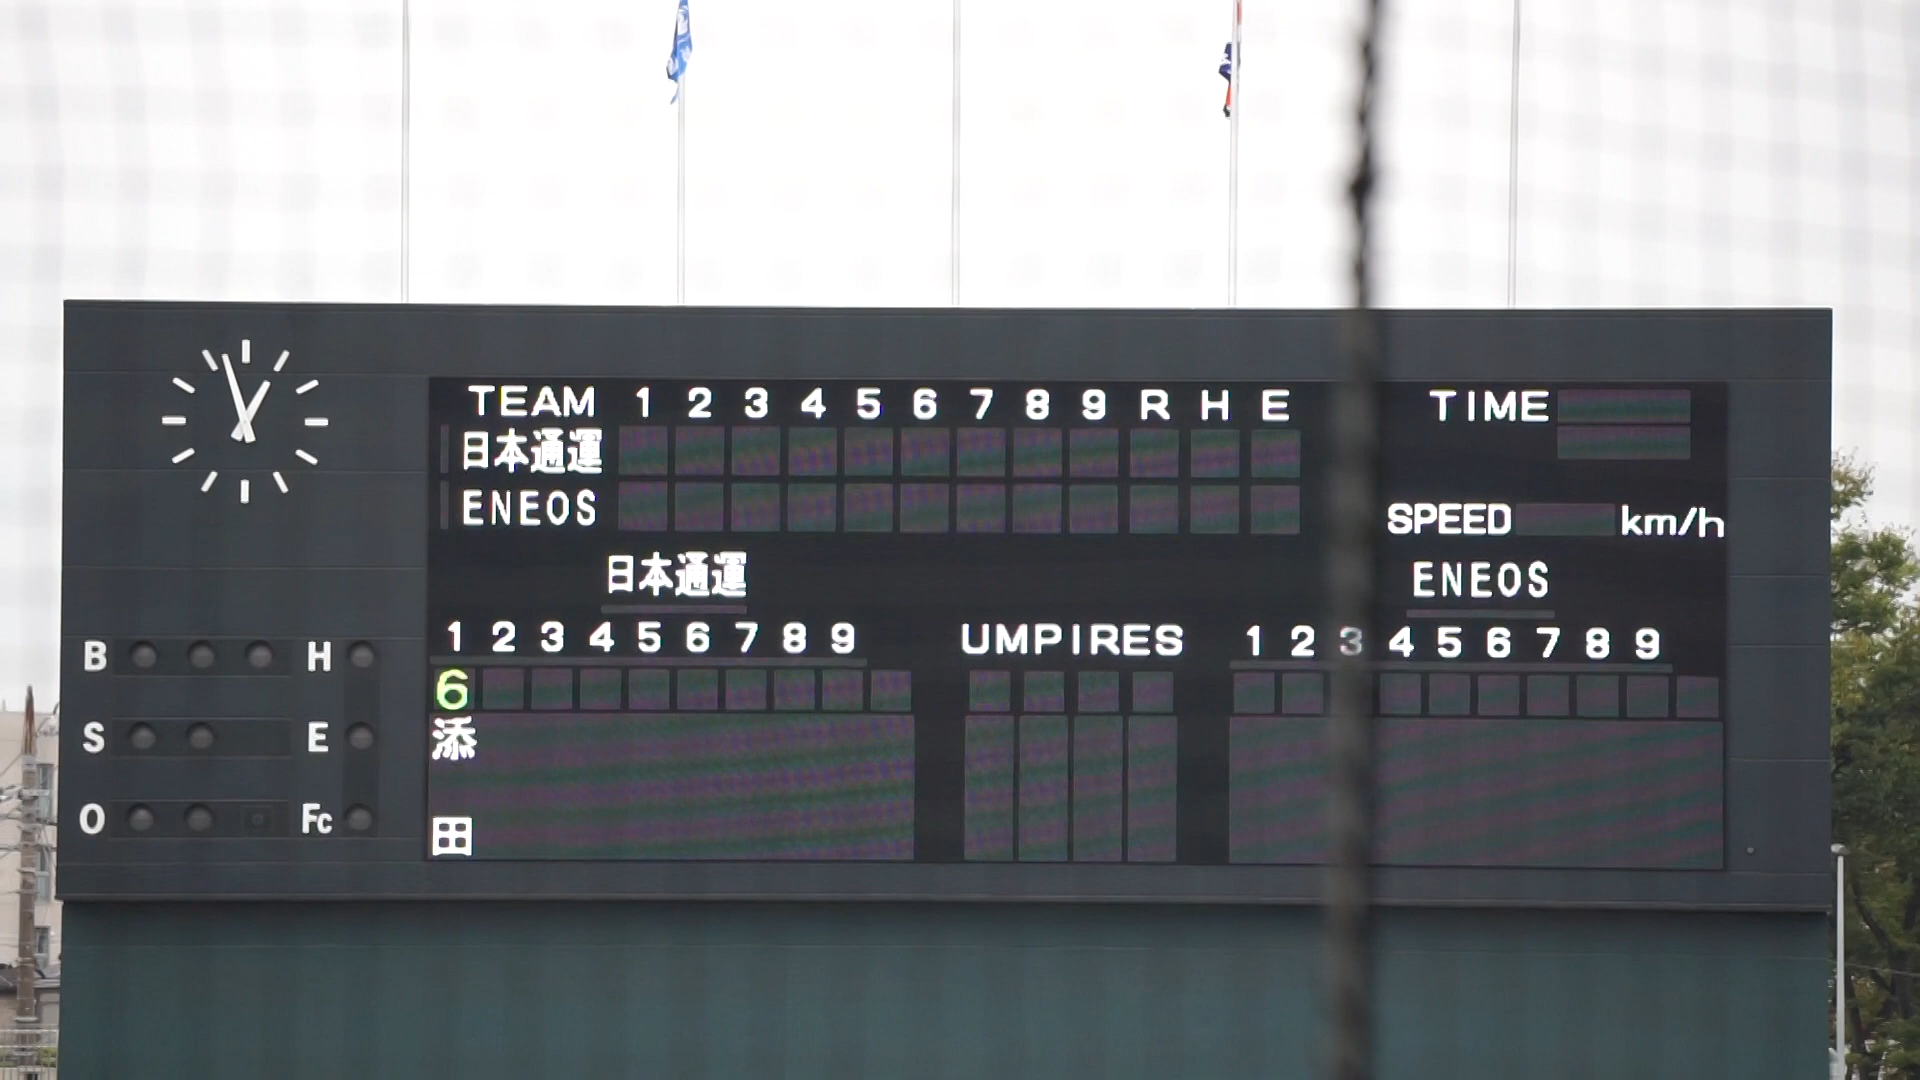 TEAM 1 2 3 4 5 6 7 8 9 R H E
日本通運
ENEOS
TIME
SPEED km/h
日本通運
1 2 3 4 5 6 7 8 9
6
添田
UMPIRES
ENEOS
1 2 3 4 5 6 7 8 9
B H
S E
O Fc